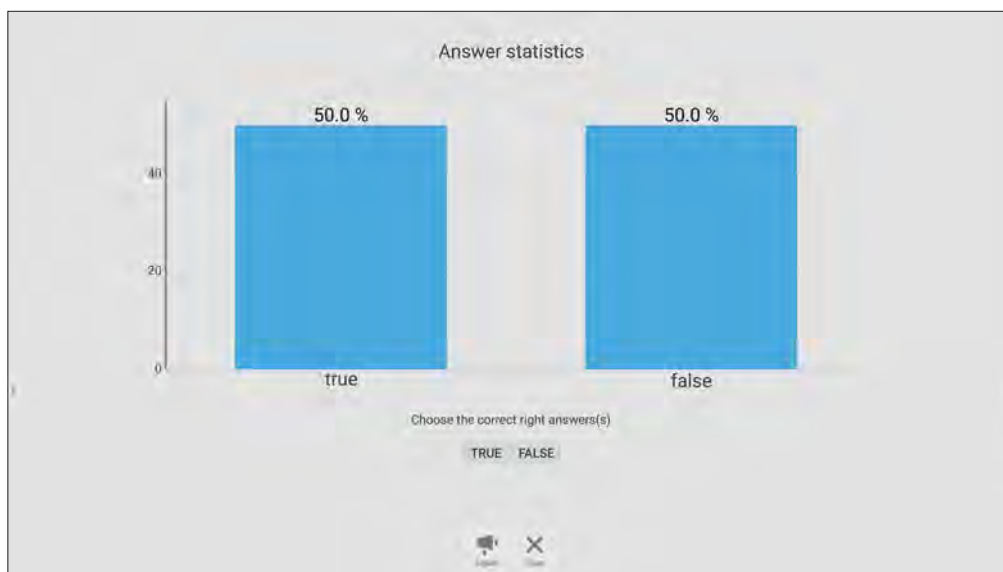 Answer statistics
50.0 % 50.0 %
40
20
0
true false
Choose the correct right answers(s)
TRUE FALSE